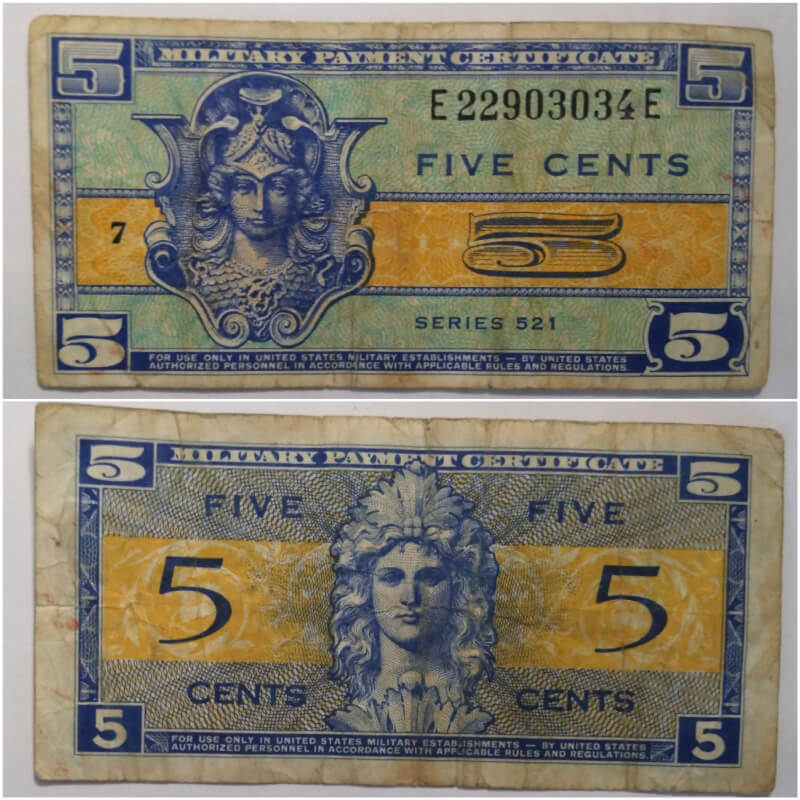 5 MILITARY PAYMENT CERTIFICATE 5
E22903034E
FIVE CENTS
7 5
SERIES 521
5 5
FOR USE ONLY IN UNITED STATES MILITARY ESTABLISHMENTS — BY UNITED STATES
AUTHORIZED PERSONNEL IN ACCORDANCE WITH APPLICABLE RULES AND REGULATIONS.
5 MILITARY PAYMENT CERTIFICATE 5
FIVE FIVE
5 5
CENTS CENTS
5 5
FOR USE ONLY IN UNITED STATES MILITARY ESTABLISHMENTS — BY UNITED STATES
AUTHORIZED PERSONNEL IN ACCORDANCE WITH APPLICABLE RULES AND REGULATIONS.